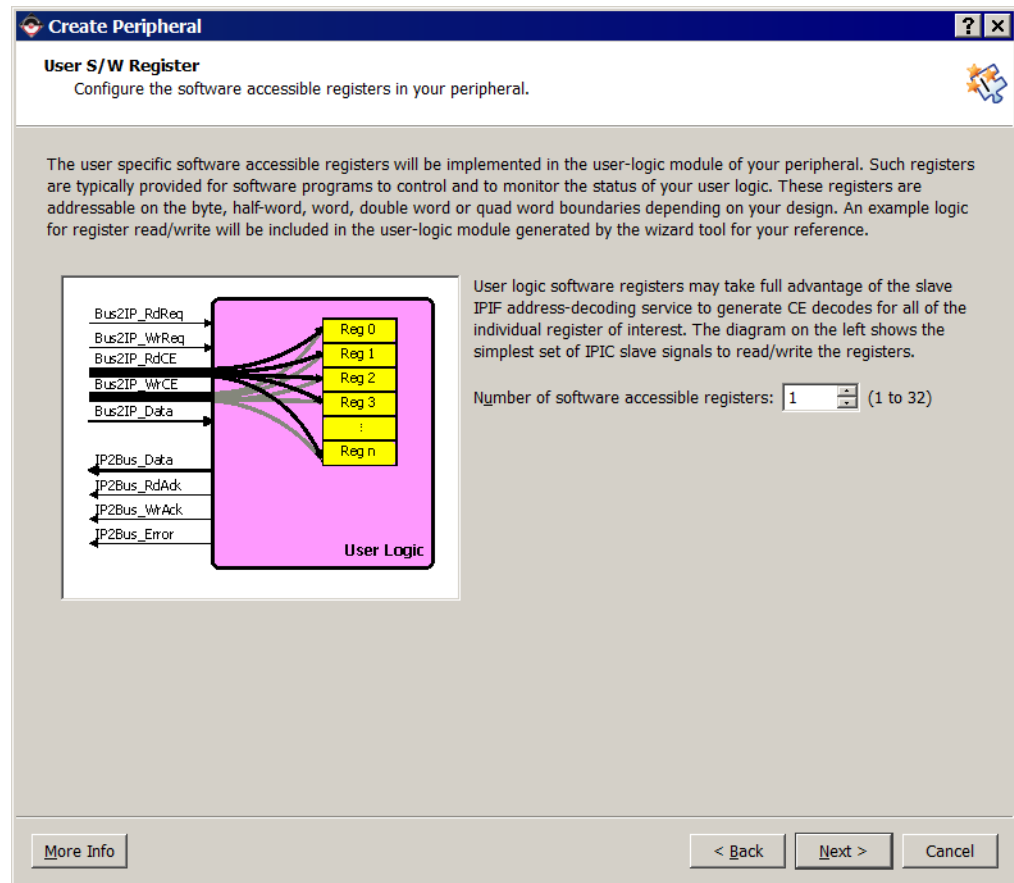 Create Peripheral
User S/W Register
Configure the software accessible registers in your peripheral.
The user specific software accessible registers will be implemented in the user-logic module of your peripheral. Such registers
are typically provided for software programs to control and to monitor the status of your user logic. These registers are
addressable on the byte, half-word, word, double word or quad word boundaries depending on your design. An example logic
for register read/write will be included in the user-logic module generated by the wizard tool for your reference.
Bus2IP_RdReq
Bus2IP_WrReq
Bus2IP_RdCE
Bus2IP_WrCE
Bus2IP_Data
IP2Bus_Data
IP2Bus_RdAck
IP2Bus_WrAck
IP2Bus_Error
Reg 0
Reg 1
Reg 2
Reg 3
:
Reg n
User Logic
User logic software registers may take full advantage of the slave
IPIF address-decoding service to generate CE decodes for all of the
individual register of interest. The diagram on the left shows the
simplest set of IPIC slave signals to read/write the registers.
Number of software accessible registers: 1 (1 to 32)
More Info
< Back
Next >
Cancel